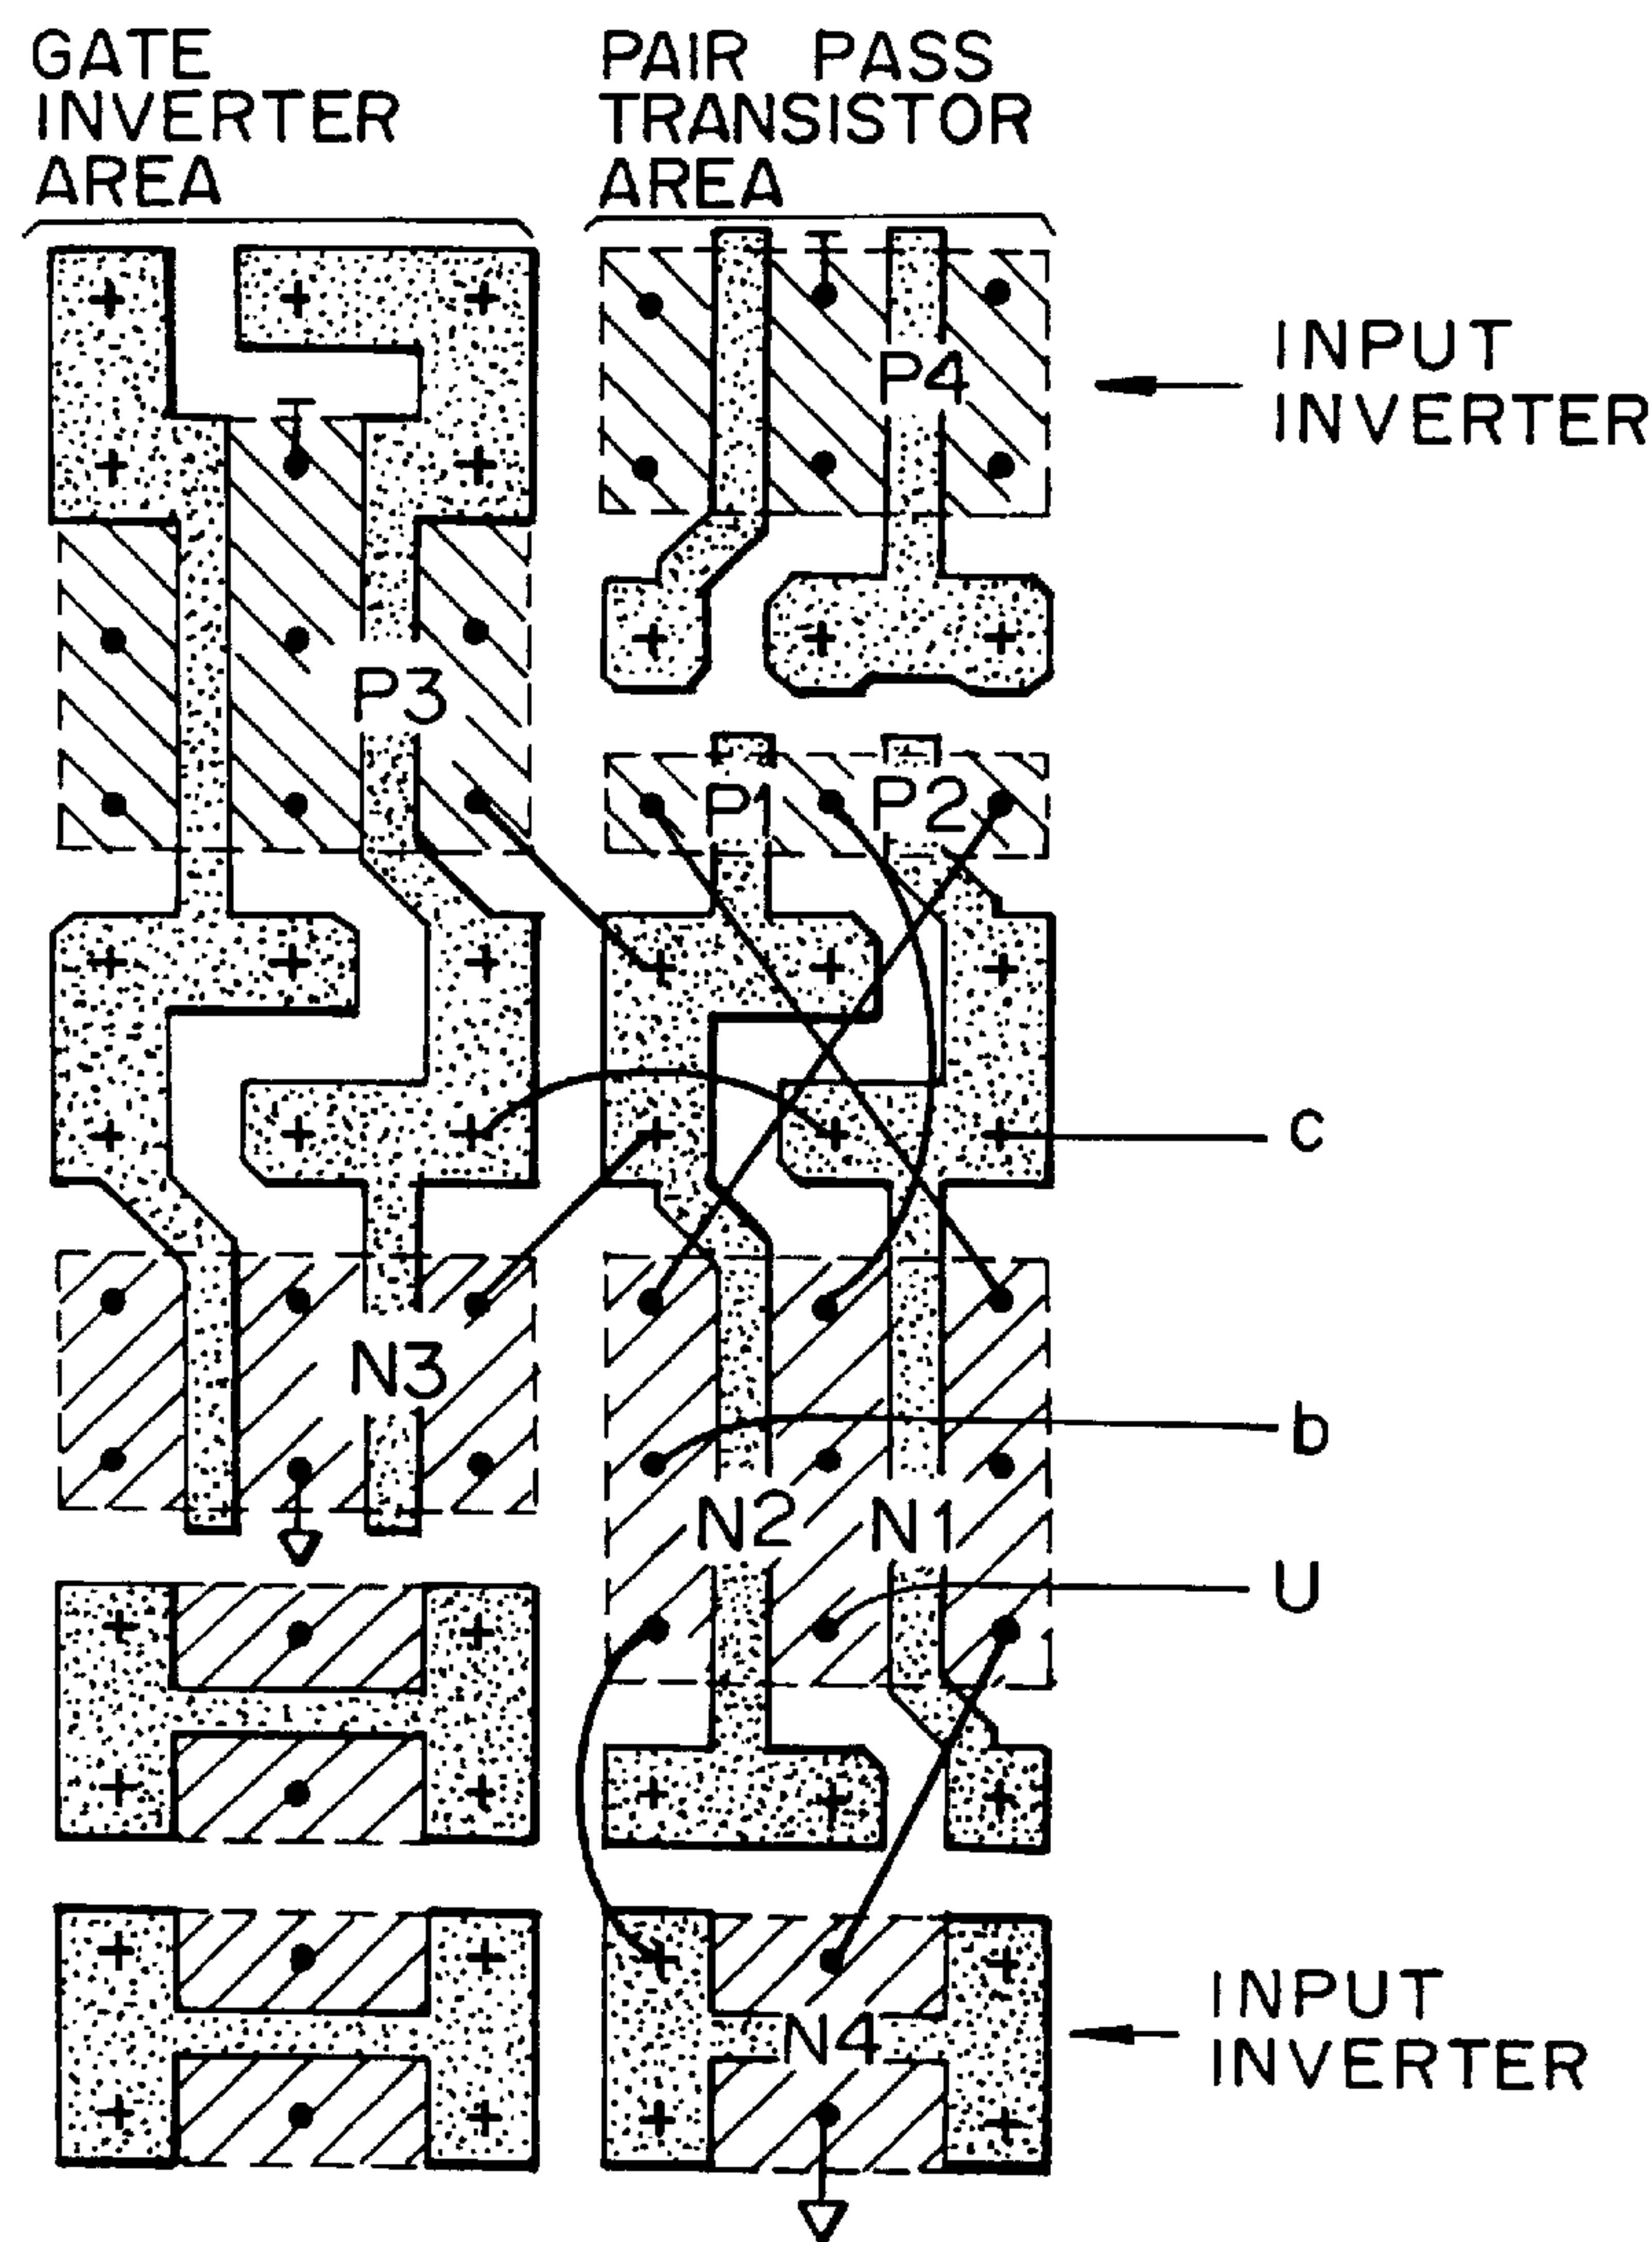 GATE
INVERTER
AREA
PAIR PASS
TRANSISTOR
AREA
P4
INPUT
INVERTER
P3
P1
P2
c
N3
b
N2
N1
U
N4
INPUT
INVERTER